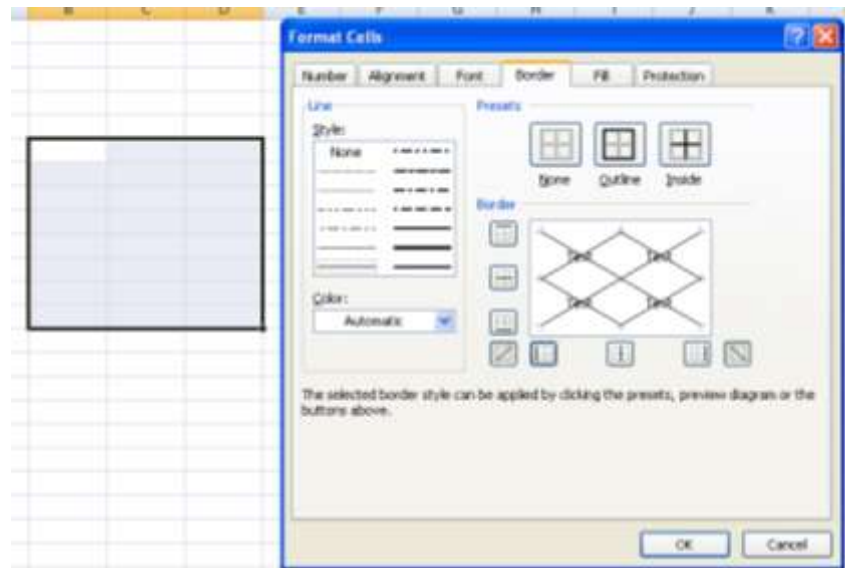 B C D E F G H I J K
Format Cells
Number Alignment Font Border Fill Protection
Line
Style:
None
Color:
Automatic
Presets
None Outline Inside
Border
Text Text
Text Text
The selected border style can be applied by clicking the presets, preview diagram or the
buttons above.
OK Cancel